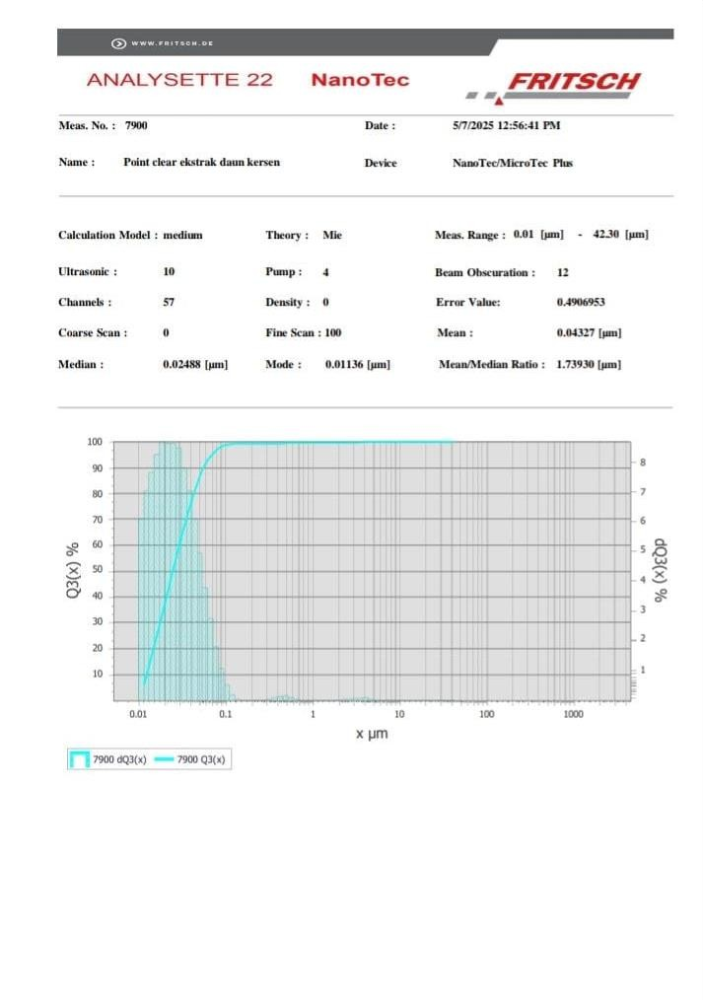 WWW.FRITSCH.DE
ANALYSETTE 22 NanoTec FRITSCH
Meas. No. : 7900 Date : 5/7/2025 12:56:41 PM
Name : Point clear ekstrak daun kersen Device NanoTec/MicroTec Plus
Calculation Model : medium Theory : Mie Meas. Range : 0.01 [µm] - 42.30 [µm]
Ultrasonic : 10 Pump : 4 Beam Obscuration : 12
Channels : 57 Density : 0 Error Value: 0.4906953
Coarse Scan : 0 Fine Scan : 100 Mean : 0.04327 [µm]
Median : 0.02488 [µm] Mode : 0.01136 [µm] Mean/Median Ratio : 1.73930 [µm]
100
90
80
70
60
50
40
30
20
10
Q3(x) %
8
7
6
5
4
3
2
1
dQ3(x) %
0.01 0.1 1 10 100 1000
x µm
7900 dQ3(x) 7900 Q3(x)